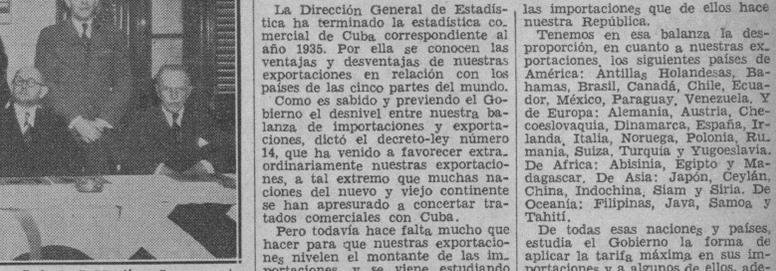 La Dirección General de Estadís-
tica ha terminado la estadística co-
mercial de Cuba correspondiente al
año 1935. Por ella se conocen las
ventajas y desventajas de nuestras
exportaciones en relación con los
países de las cinco partes del mundo.
Como es sabido y previendo el Go-
bierno el desnivel entre nuestra ba-
lanza de importaciones y exporta-
ciones, dictó el decreto-ley número
14, que ha venido a favorecer extra-
ordinariamente nuestras exportacio-
nes, a tal extremo que muchas na-
ciones del nuevo y viejo continente
se han apresurado a concertar tra-
tados comerciales con Cuba.
Pero todavía hace falta mucho que
hacer para que nuestras exportacio-
nes nivelen el montante de las im-
portaciones y se viene estudiando
las importaciones que de ellos hace
nuestra República.
Tenemos en esa balanza la des-
proporción, en cuanto a nuestras ex-
portaciones, los siguientes países de
América: Antillas Holandesas, Ba-
hamas, Brasil, Canadá, Chile, Ecua-
dor, México, Paraguay, Venezuela. Y
de Europa: Alemania, Austria, Che-
coeslovaquia, Dinamarca, España, Ir-
landa, Italia, Noruega, Polonia, Ru-
mania, Suiza, Turquía y Yugoeslavia.
De Africa: Abisinia, Egipto y Ma-
dagascar. De Asia: Japón, Ceylán,
China, Indochina, Siam y Siria. De
Oceanía: Filipinas, Java, Samoa y
Tahití.
De todas esas naciones y países,
estudia el Gobierno la forma de
aplicar la tarifa máxima en sus im-
portaciones y a algunos de ellos, ade-